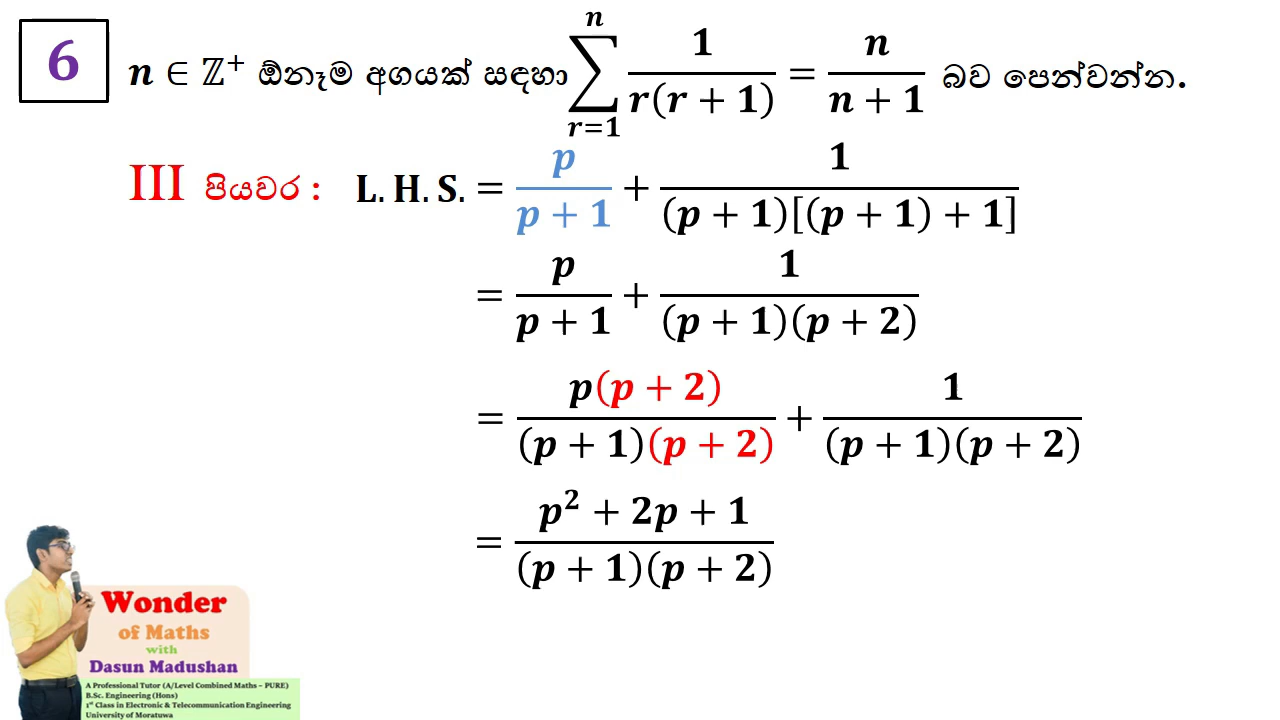 6
n ∈ ℤ⁺ ඕනෑම අගයක් සඳහා ∑_{r=1}^{n} 1/(r(r + 1)) = n/(n + 1) බව පෙන්වන්න.
III පියවර : L. H. S. = p/(p + 1) + 1/((p + 1)[(p + 1) + 1])
= p/(p + 1) + 1/((p + 1)(p + 2))
= p(p + 2)/((p + 1)(p + 2)) + 1/((p + 1)(p + 2))
= (p² + 2p + 1)/((p + 1)(p + 2))
Wonder
of Maths
with
Dasun Madushan
A Professional Tutor (A/Level Combined Maths – PURE)
B.Sc. Engineering (Hons)
1st Class in Electronic & Telecommunication Engineering
University of Moratuwa